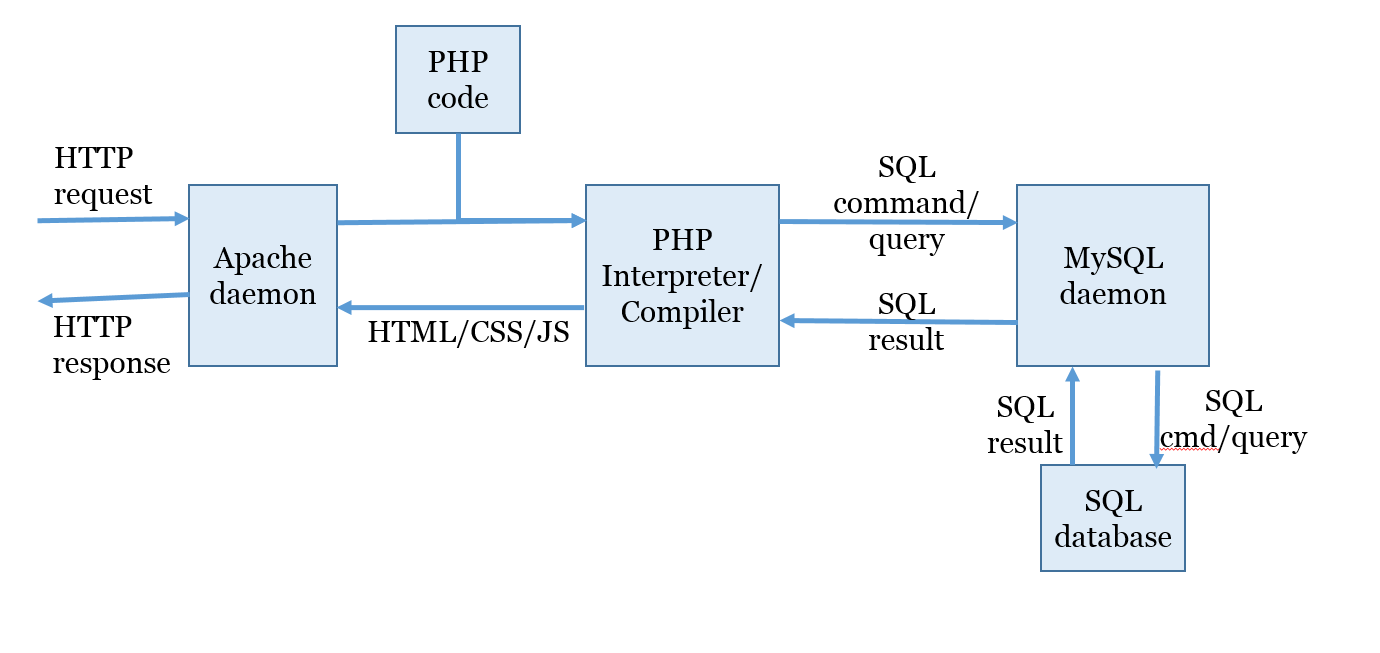 PHP
code
HTTP
request
Apache
daemon
HTTP
response
HTML/CSS/JS
PHP
Interpreter/
Compiler
SQL
command/
query
SQL
result
MySQL
daemon
SQL
result
SQL
cmd/query
SQL
database